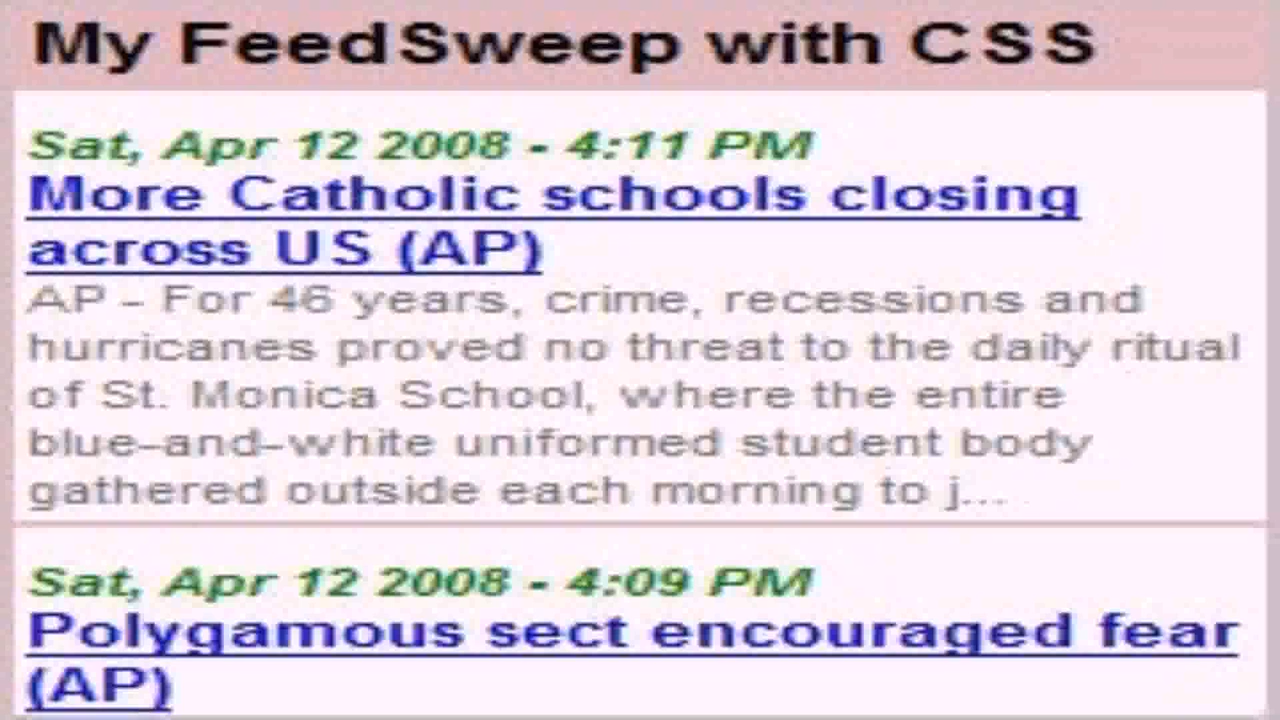 My FeedSweep with CSS
Sat, Apr 12 2008 - 4:11 PM
More Catholic schools closing
across US (AP)
AP - For 46 years, crime, recessions and
hurricanes proved no threat to the daily ritual
of St. Monica School, where the entire
blue-and-white uniformed student body
gathered outside each morning to j...
Sat, Apr 12 2008 - 4:09 PM
Polygamous sect encouraged fear
(AP)